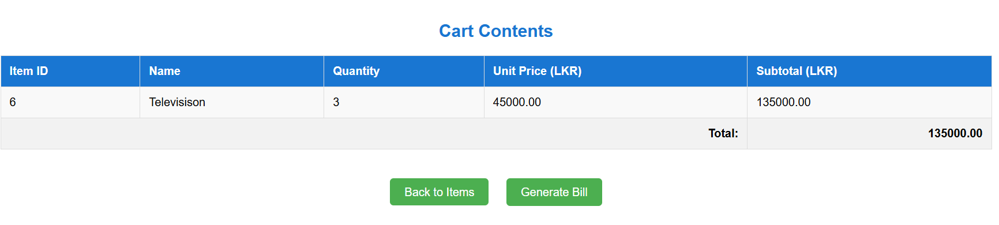 Cart Contents
Item ID Name Quantity Unit Price (LKR) Subtotal (LKR)
6 Televisison 3 45000.00 135000.00
Total: 135000.00
Back to Items Generate Bill